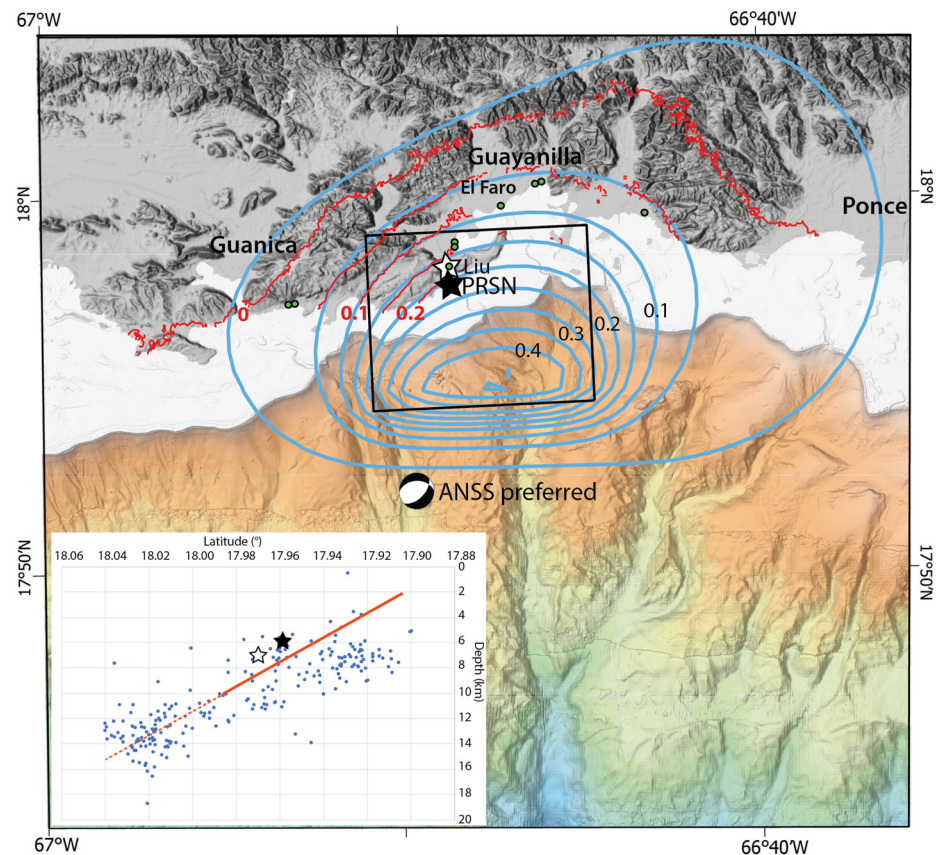 67°W 66°40'W
Guayanilla
El Faro
18°N 18°N
Ponce
Guanica
Liu
PRSN
0 0.1 0.2 0.3 0.2 0.1
0.4
ANSS preferred
Latitude (°)
18.06 18.04 18.02 18.00 17.98 17.96 17.94 17.92 17.90 17.88
17°50'N 17°50'N
0
2
4
6
8
10
12
14
16
18
20
Depth (km)
67°W 66°40'W